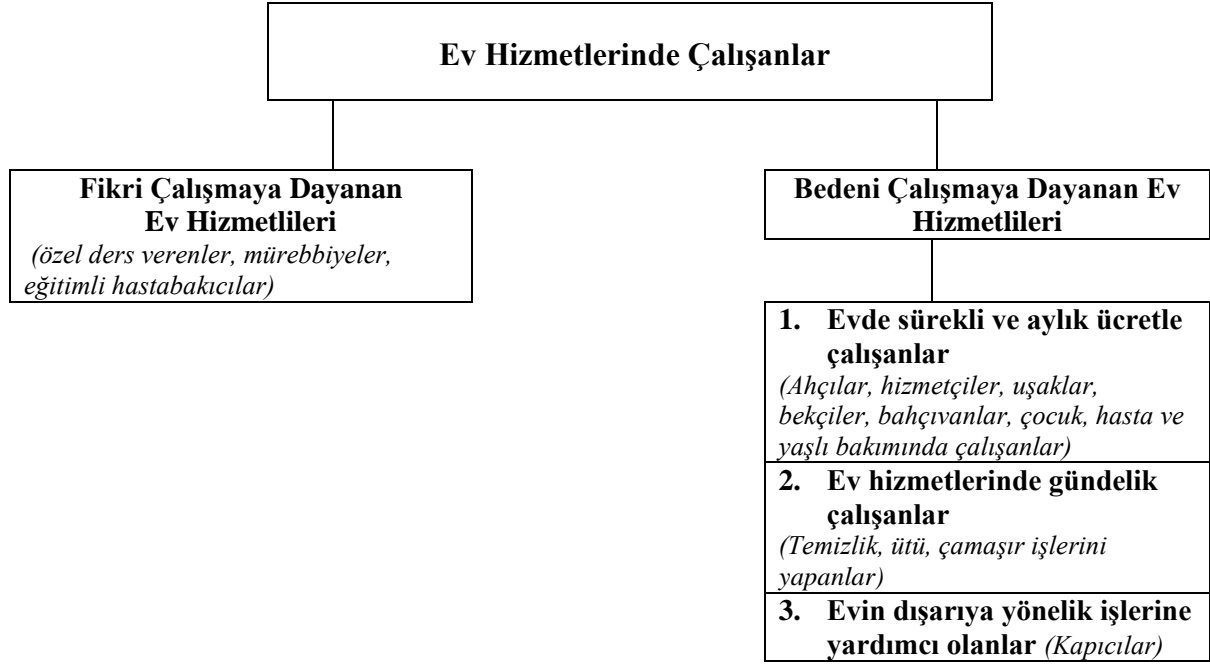 Ev Hizmetlerinde Çalışanlar
Fikri Çalışmaya Dayanan
Ev Hizmetlileri
(özel ders verenler, mürebbiyeler,
eğitimli hastabakıcılar)
Bedeni Çalışmaya Dayanan Ev
Hizmetlileri
1. Evde sürekli ve aylık ücretle
çalışanlar
(Ahçılar, hizmetçiler, uşaklar,
bekçiler, bahçıvanlar, çocuk, hasta ve
yaşlı bakımında çalışanlar)
2. Ev hizmetlerinde gündelik
çalışanlar
(Temizlik, ütü, çamaşır işlerini
yapanlar)
3. Evin dışarıya yönelik işlerine
yardımcı olanlar (Kapıcılar)